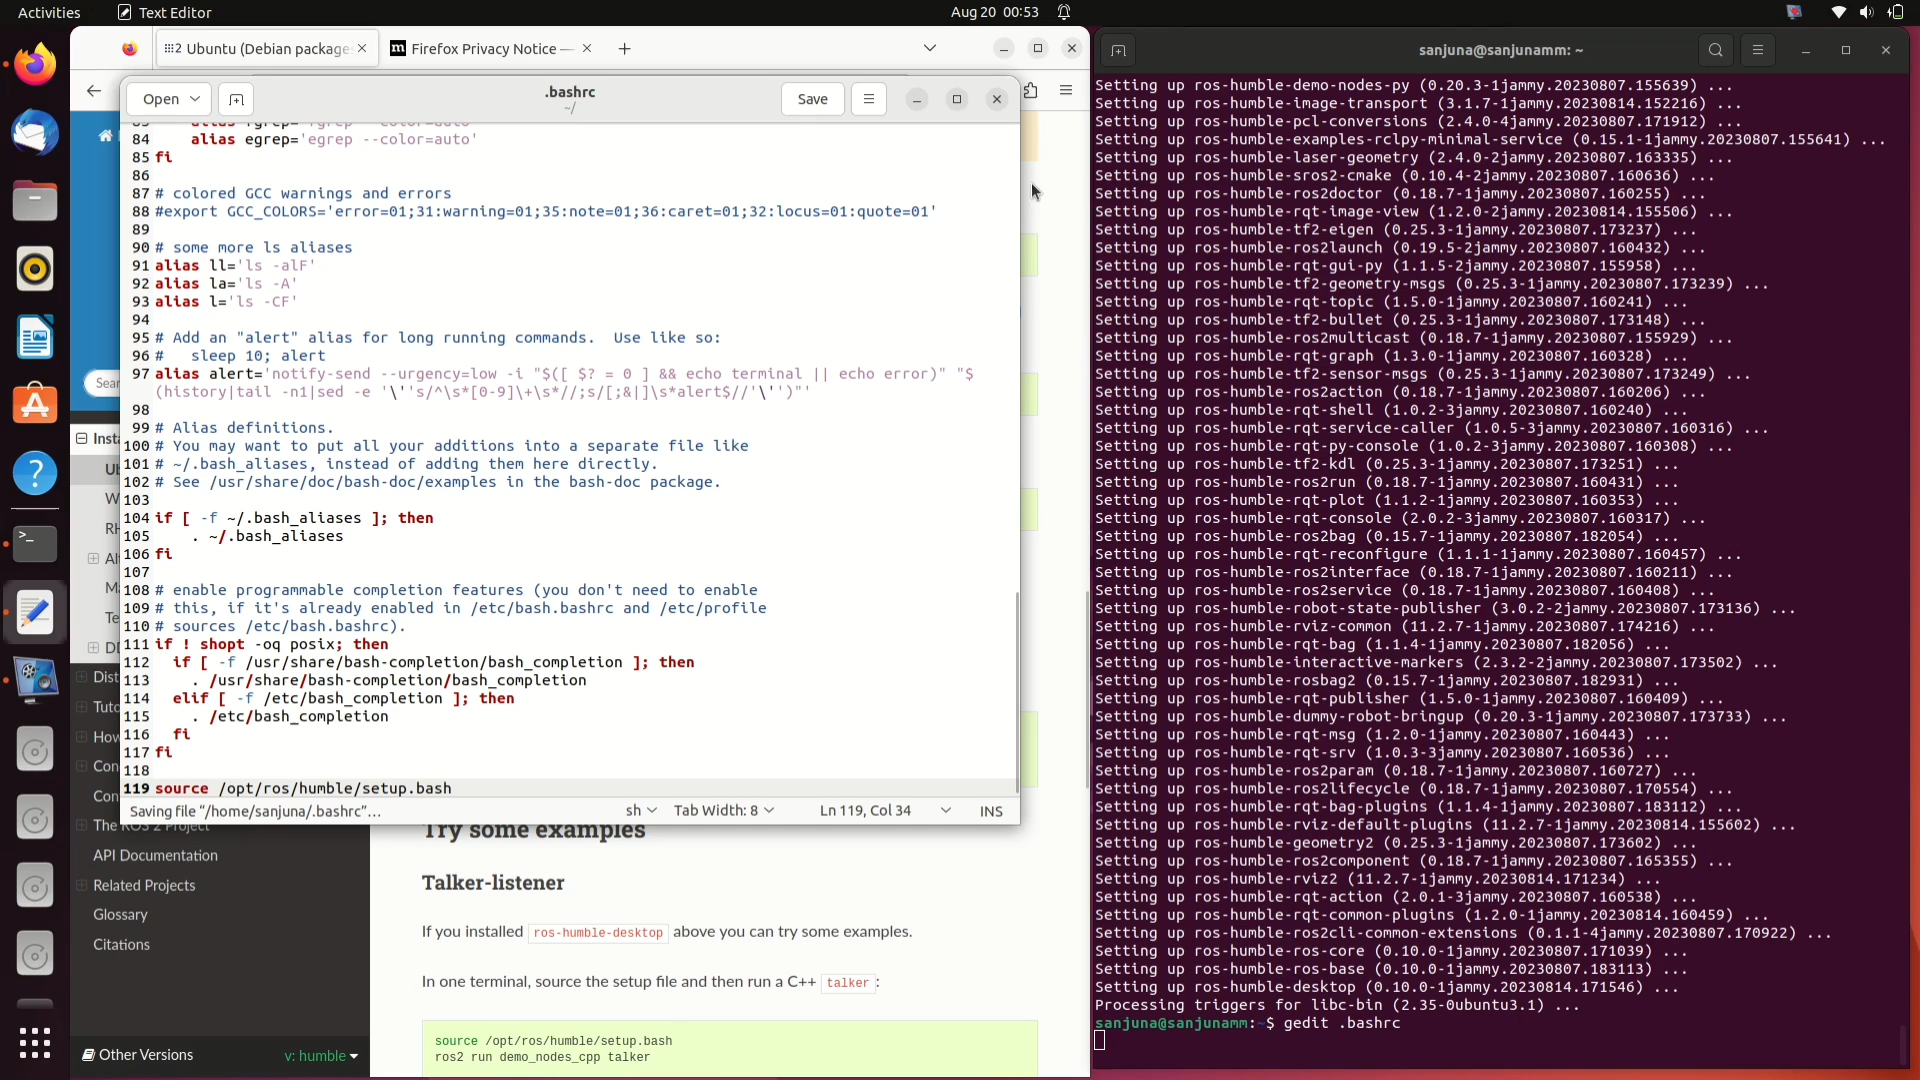 Activities
Text Editor
Aug 20 00:53
Ubuntu (Debian packages
Firefox Privacy Notice —
Open
.bashrc
~/
Save
84     alias egrep='egrep --color=auto'
85 fi
86
87 # colored GCC warnings and errors
88 #export GCC_COLORS='error=01;31:warning=01;35:note=01;36:caret=01;32:locus=01:quote=01'
89
90 # some more ls aliases
91 alias ll='ls -alF'
92 alias la='ls -A'
93 alias l='ls -CF'
94
95 # Add an "alert" alias for long running commands.  Use like so:
96 #   sleep 10; alert
97 alias alert='notify-send --urgency=low -i "$([ $? = 0 ] && echo terminal || echo error)" "$
(history|tail -n1|sed -e '\''s/^\s*[0-9]\+\s*//;s/[;&|]\s*alert$//'\'')"'
98
99 # Alias definitions.
100 # You may want to put all your additions into a separate file like
101 # ~/.bash_aliases, instead of adding them here directly.
102 # See /usr/share/doc/bash-doc/examples in the bash-doc package.
103
104 if [ -f ~/.bash_aliases ]; then
105     . ~/.bash_aliases
106 fi
107
108 # enable programmable completion features (you don't need to enable
109 # this, if it's already enabled in /etc/bash.bashrc and /etc/profile
110 # sources /etc/bash.bashrc).
111 if ! shopt -oq posix; then
112   if [ -f /usr/share/bash-completion/bash_completion ]; then
113     . /usr/share/bash-completion/bash_completion
114   elif [ -f /etc/bash_completion ]; then
115     . /etc/bash_completion
116   fi
117 fi
118
119 source /opt/ros/humble/setup.bash
Saving file “/home/sanjuna/.bashrc”…
sh
Tab Width: 8
Ln 119, Col 34
INS
The ROS 2 Project
API Documentation
Related Projects
Glossary
Citations
Other Versions
v: humble
Try some examples
Talker-listener
If you installed ros-humble-desktop above you can try some examples.
In one terminal, source the setup file and then run a C++ talker:
source /opt/ros/humble/setup.bash
ros2 run demo_nodes_cpp talker
sanjuna@sanjunamm: ~
Setting up ros-humble-demo-nodes-py (0.20.3-1jammy.20230807.155639) ...
Setting up ros-humble-image-transport (3.1.7-1jammy.20230814.152216) ...
Setting up ros-humble-pcl-conversions (2.4.0-4jammy.20230807.171912) ...
Setting up ros-humble-examples-rclpy-minimal-service (0.15.1-1jammy.20230807.155641) ...
Setting up ros-humble-laser-geometry (2.4.0-2jammy.20230807.163335) ...
Setting up ros-humble-sros2-cmake (0.10.4-2jammy.20230807.160636) ...
Setting up ros-humble-ros2doctor (0.18.7-1jammy.20230807.160255) ...
Setting up ros-humble-rqt-image-view (1.2.0-2jammy.20230814.155506) ...
Setting up ros-humble-tf2-eigen (0.25.3-1jammy.20230807.173237) ...
Setting up ros-humble-ros2launch (0.19.5-2jammy.20230807.160432) ...
Setting up ros-humble-rqt-gui-py (1.1.5-2jammy.20230807.155958) ...
Setting up ros-humble-tf2-geometry-msgs (0.25.3-1jammy.20230807.173239) ...
Setting up ros-humble-rqt-topic (1.5.0-1jammy.20230807.160241) ...
Setting up ros-humble-tf2-bullet (0.25.3-1jammy.20230807.173148) ...
Setting up ros-humble-ros2multicast (0.18.7-1jammy.20230807.155929) ...
Setting up ros-humble-rqt-graph (1.3.0-1jammy.20230807.160328) ...
Setting up ros-humble-tf2-sensor-msgs (0.25.3-1jammy.20230807.173249) ...
Setting up ros-humble-ros2action (0.18.7-1jammy.20230807.160206) ...
Setting up ros-humble-rqt-shell (1.0.2-3jammy.20230807.160240) ...
Setting up ros-humble-rqt-service-caller (1.0.5-3jammy.20230807.160316) ...
Setting up ros-humble-rqt-py-console (1.0.2-3jammy.20230807.160308) ...
Setting up ros-humble-tf2-kdl (0.25.3-1jammy.20230807.173251) ...
Setting up ros-humble-ros2run (0.18.7-1jammy.20230807.160431) ...
Setting up ros-humble-rqt-plot (1.1.2-1jammy.20230807.160353) ...
Setting up ros-humble-rqt-console (2.0.2-3jammy.20230807.160317) ...
Setting up ros-humble-ros2bag (0.15.7-1jammy.20230807.182054) ...
Setting up ros-humble-rqt-reconfigure (1.1.1-1jammy.20230807.160457) ...
Setting up ros-humble-ros2interface (0.18.7-1jammy.20230807.160211) ...
Setting up ros-humble-ros2service (0.18.7-1jammy.20230807.160408) ...
Setting up ros-humble-robot-state-publisher (3.0.2-2jammy.20230807.173136) ...
Setting up ros-humble-rviz-common (11.2.7-1jammy.20230807.174216) ...
Setting up ros-humble-rqt-bag (1.1.4-1jammy.20230807.182056) ...
Setting up ros-humble-interactive-markers (2.3.2-2jammy.20230807.173502) ...
Setting up ros-humble-rosbag2 (0.15.7-1jammy.20230807.182931) ...
Setting up ros-humble-rqt-publisher (1.5.0-1jammy.20230807.160409) ...
Setting up ros-humble-dummy-robot-bringup (0.20.3-1jammy.20230807.173733) ...
Setting up ros-humble-rqt-msg (1.2.0-1jammy.20230807.160443) ...
Setting up ros-humble-rqt-srv (1.0.3-3jammy.20230807.160536) ...
Setting up ros-humble-ros2param (0.18.7-1jammy.20230807.160727) ...
Setting up ros-humble-ros2lifecycle (0.18.7-1jammy.20230807.170554) ...
Setting up ros-humble-rqt-bag-plugins (1.1.4-1jammy.20230807.183112) ...
Setting up ros-humble-rviz-default-plugins (11.2.7-1jammy.20230814.155602) ...
Setting up ros-humble-geometry2 (0.25.3-1jammy.20230807.173602) ...
Setting up ros-humble-ros2component (0.18.7-1jammy.20230807.165355) ...
Setting up ros-humble-rviz2 (11.2.7-1jammy.20230814.171234) ...
Setting up ros-humble-rqt-action (2.0.1-3jammy.20230807.160538) ...
Setting up ros-humble-rqt-common-plugins (1.2.0-1jammy.20230814.160459) ...
Setting up ros-humble-ros2cli-common-extensions (0.1.1-4jammy.20230807.170922) ...
Setting up ros-humble-ros-core (0.10.0-1jammy.20230807.171039) ...
Setting up ros-humble-ros-base (0.10.0-1jammy.20230807.183113) ...
Setting up ros-humble-desktop (0.10.0-1jammy.20230814.171546) ...
Processing triggers for libc-bin (2.35-0ubuntu3.1) ...
sanjuna@sanjunamm:~$ gedit .bashrc